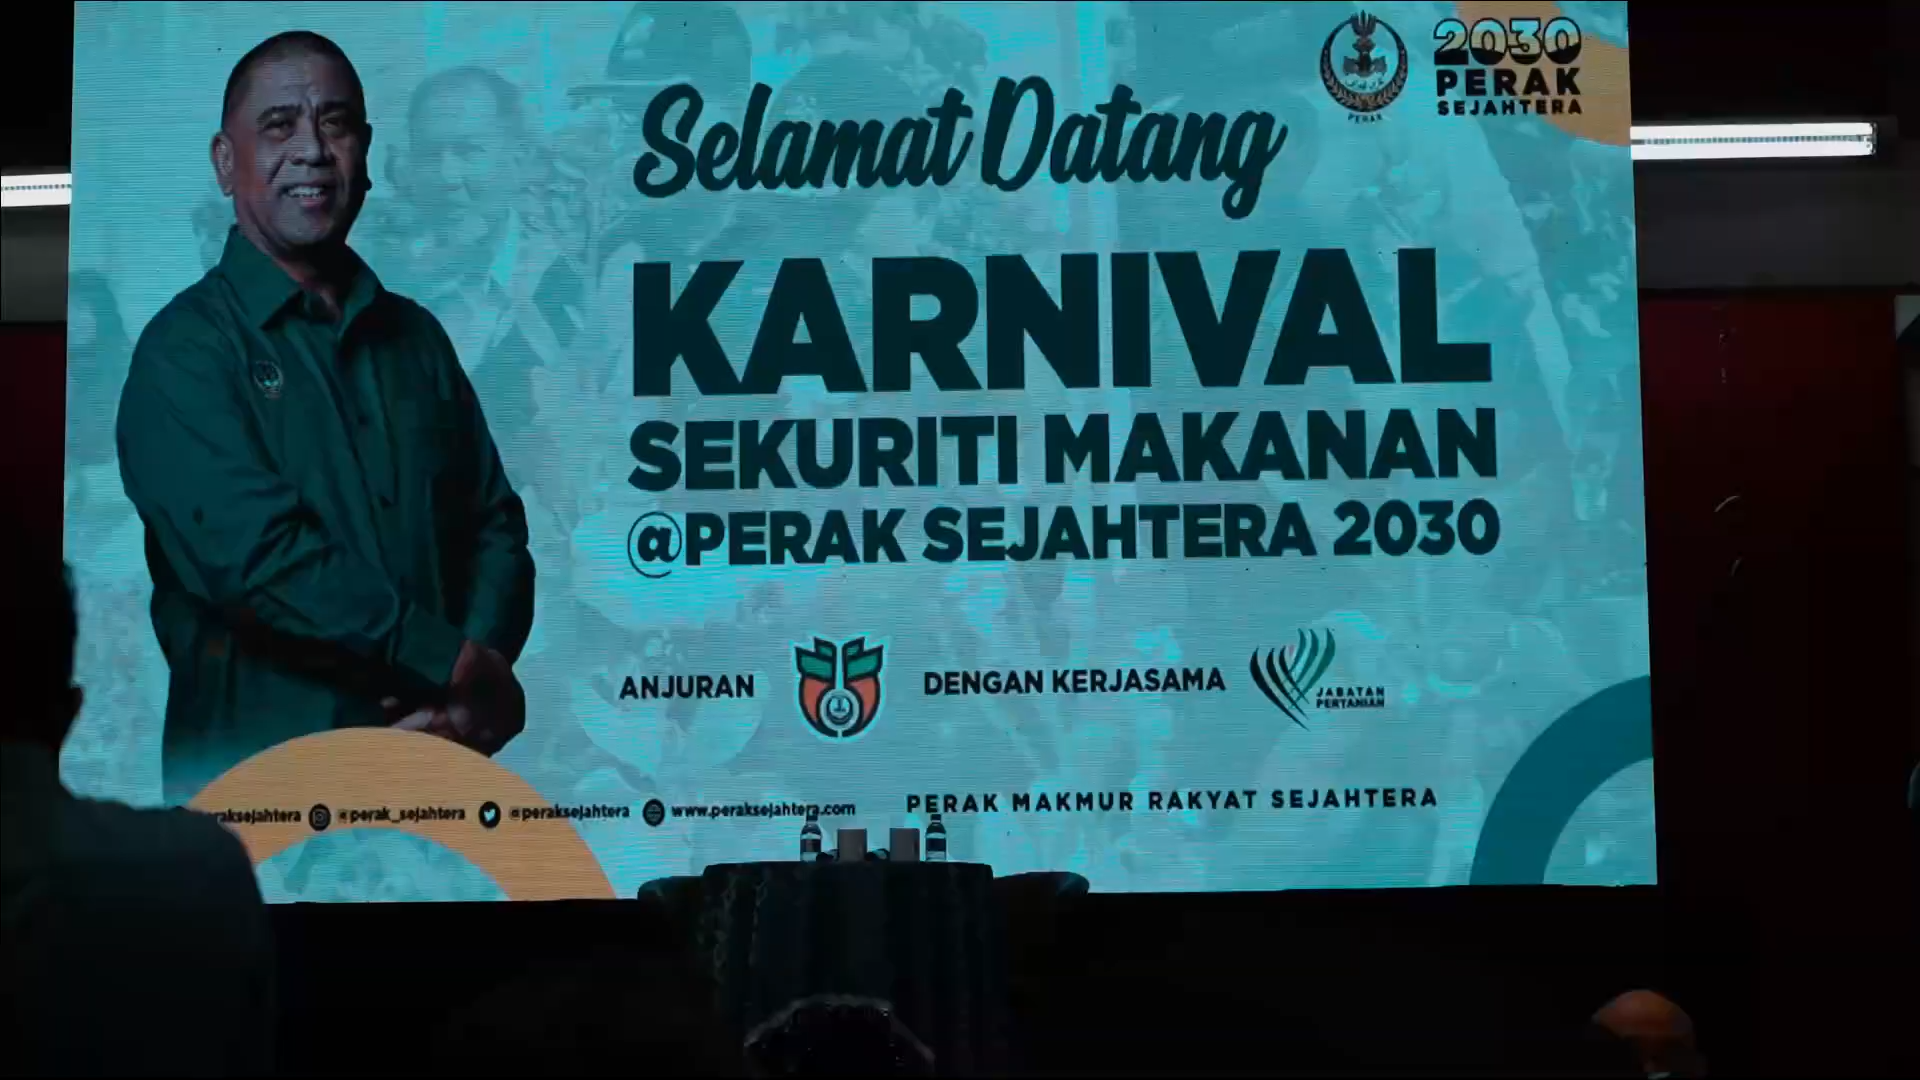 2030
PERAK
SEJAHTERA
PERAK
Selamat Datang
KARNIVAL
SEKURITI MAKANAN
@PERAK SEJAHTERA 2030
ANJURAN
DENGAN KERJASAMA
JABATAN
PERTANIAN
@perak_sejahtera @peraksejahtera www.peraksejahtera.com
PERAK MAKMUR RAKYAT SEJAHTERA